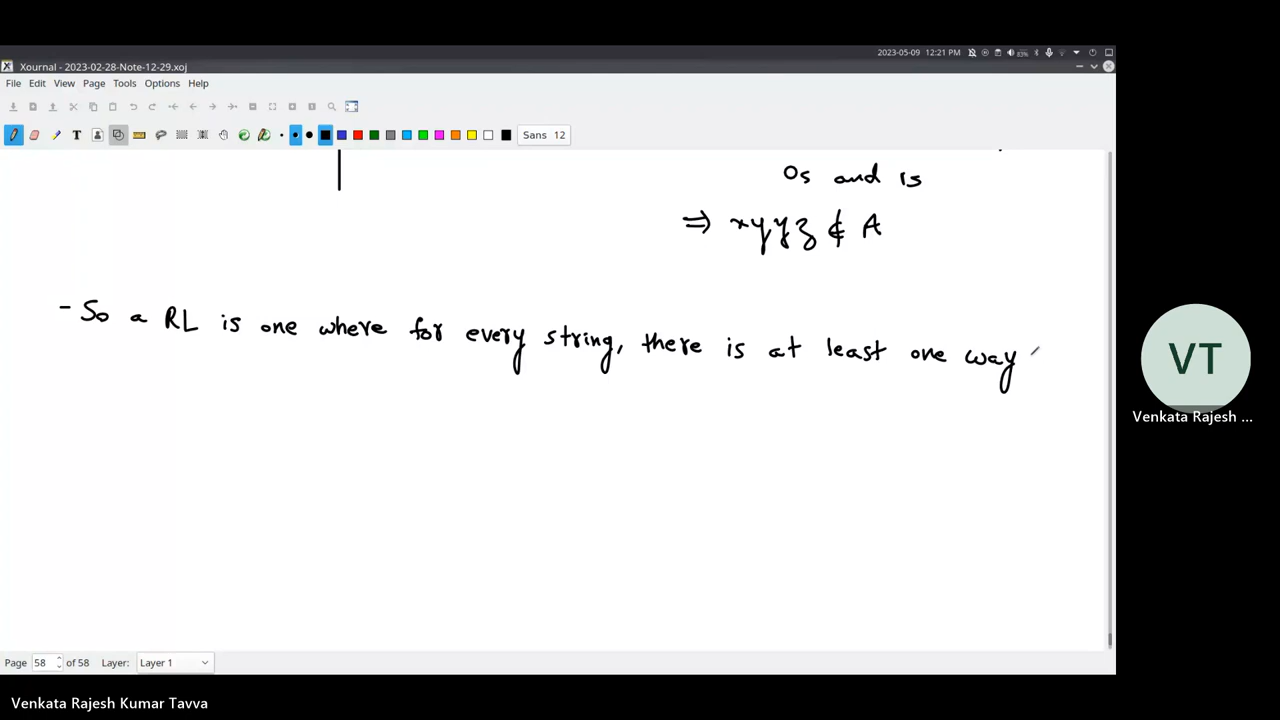 2023-05-09 12:21 PM
Xournal - 2023-02-28-Note-12-29.xoj
File Edit View Page Tools Options Help
Sans 12
0s and 1s
⇒ xyyz ∉ A
- So a RL is one where for every string, there is at least one way
VT
Venkata Rajesh ...
Page 58 of 58 Layer: Layer 1
Venkata Rajesh Kumar Tavva